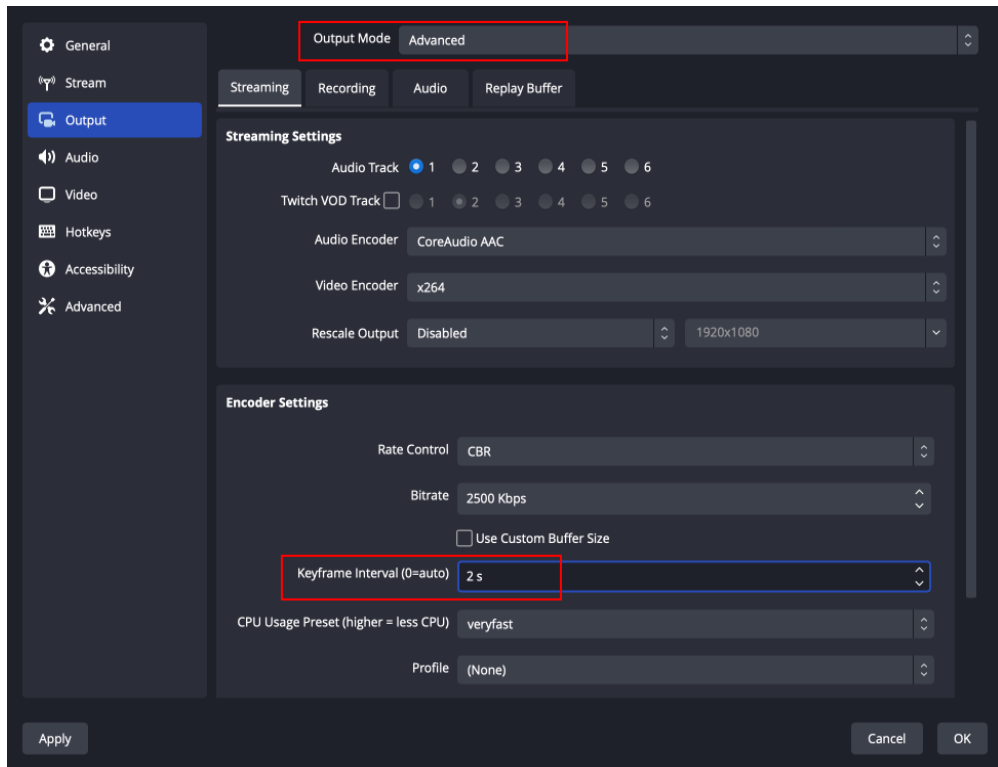 General
Stream
Output
Audio
Video
Hotkeys
Accessibility
Advanced
Output Mode Advanced
Streaming Recording Audio Replay Buffer
Streaming Settings
Audio Track 1 2 3 4 5 6
Twitch VOD Track 1 2 3 4 5 6
Audio Encoder CoreAudio AAC
Video Encoder x264
Rescale Output Disabled 1920x1080
Encoder Settings
Rate Control CBR
Bitrate 2500 Kbps
Use Custom Buffer Size
Keyframe Interval (0=auto) 2 s
CPU Usage Preset (higher = less CPU) veryfast
Profile (None)
Apply Cancel OK